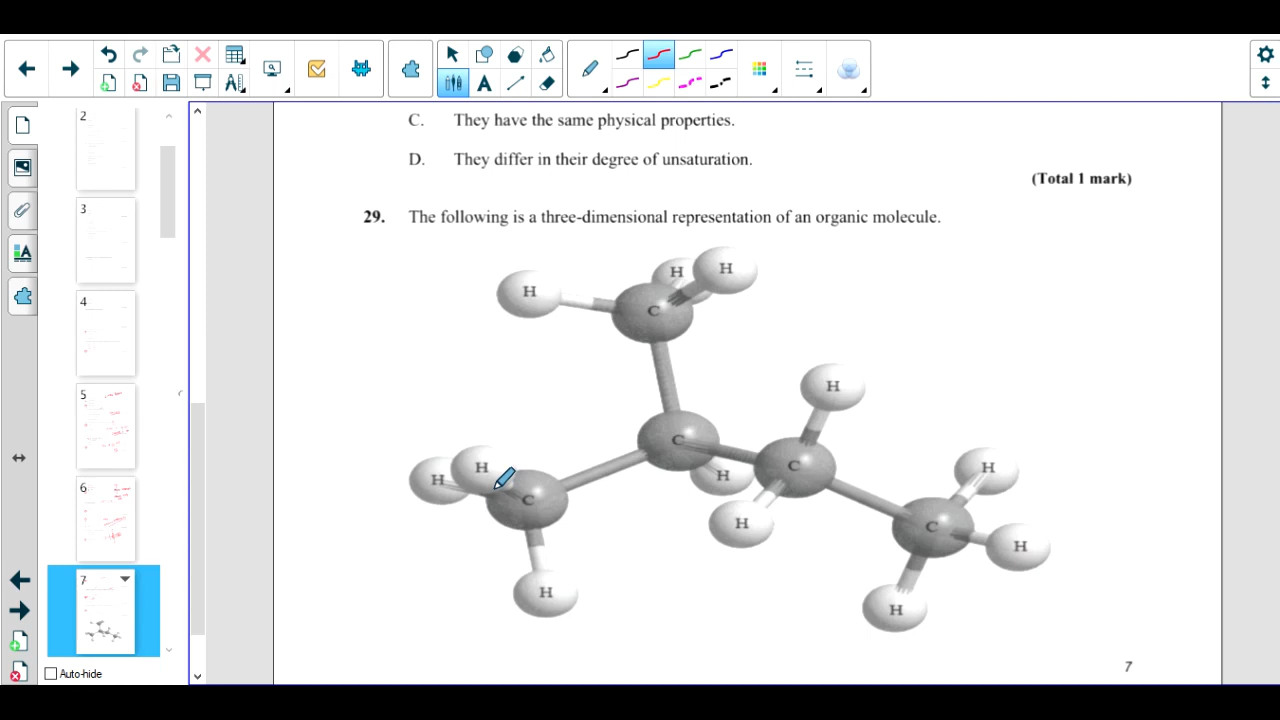 2
3
4
5
6
7
Auto-hide
C. They have the same physical properties.
D. They differ in their degree of unsaturation.
(Total 1 mark)
29. The following is a three-dimensional representation of an organic molecule.
H H H
C
H
C H H
H H C C
H C H
H H
7